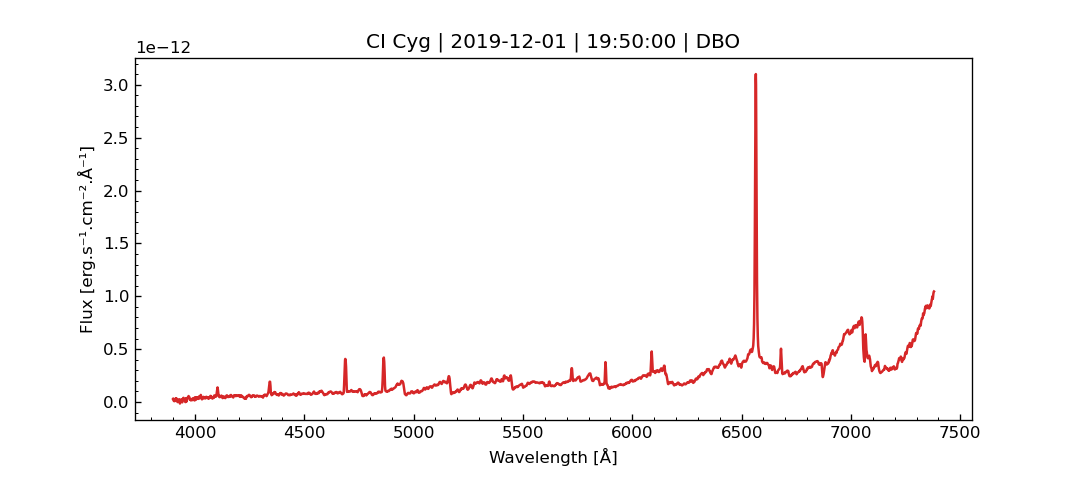 CI Cyg | 2019-12-01 | 19:50:00 | DBO
1e−12
3.0
2.5
2.0
1.5
1.0
0.5
0.0
Flux [erg.s⁻¹.cm⁻².Å⁻¹]
4000 4500 5000 5500 6000 6500 7000 7500
Wavelength [Å]